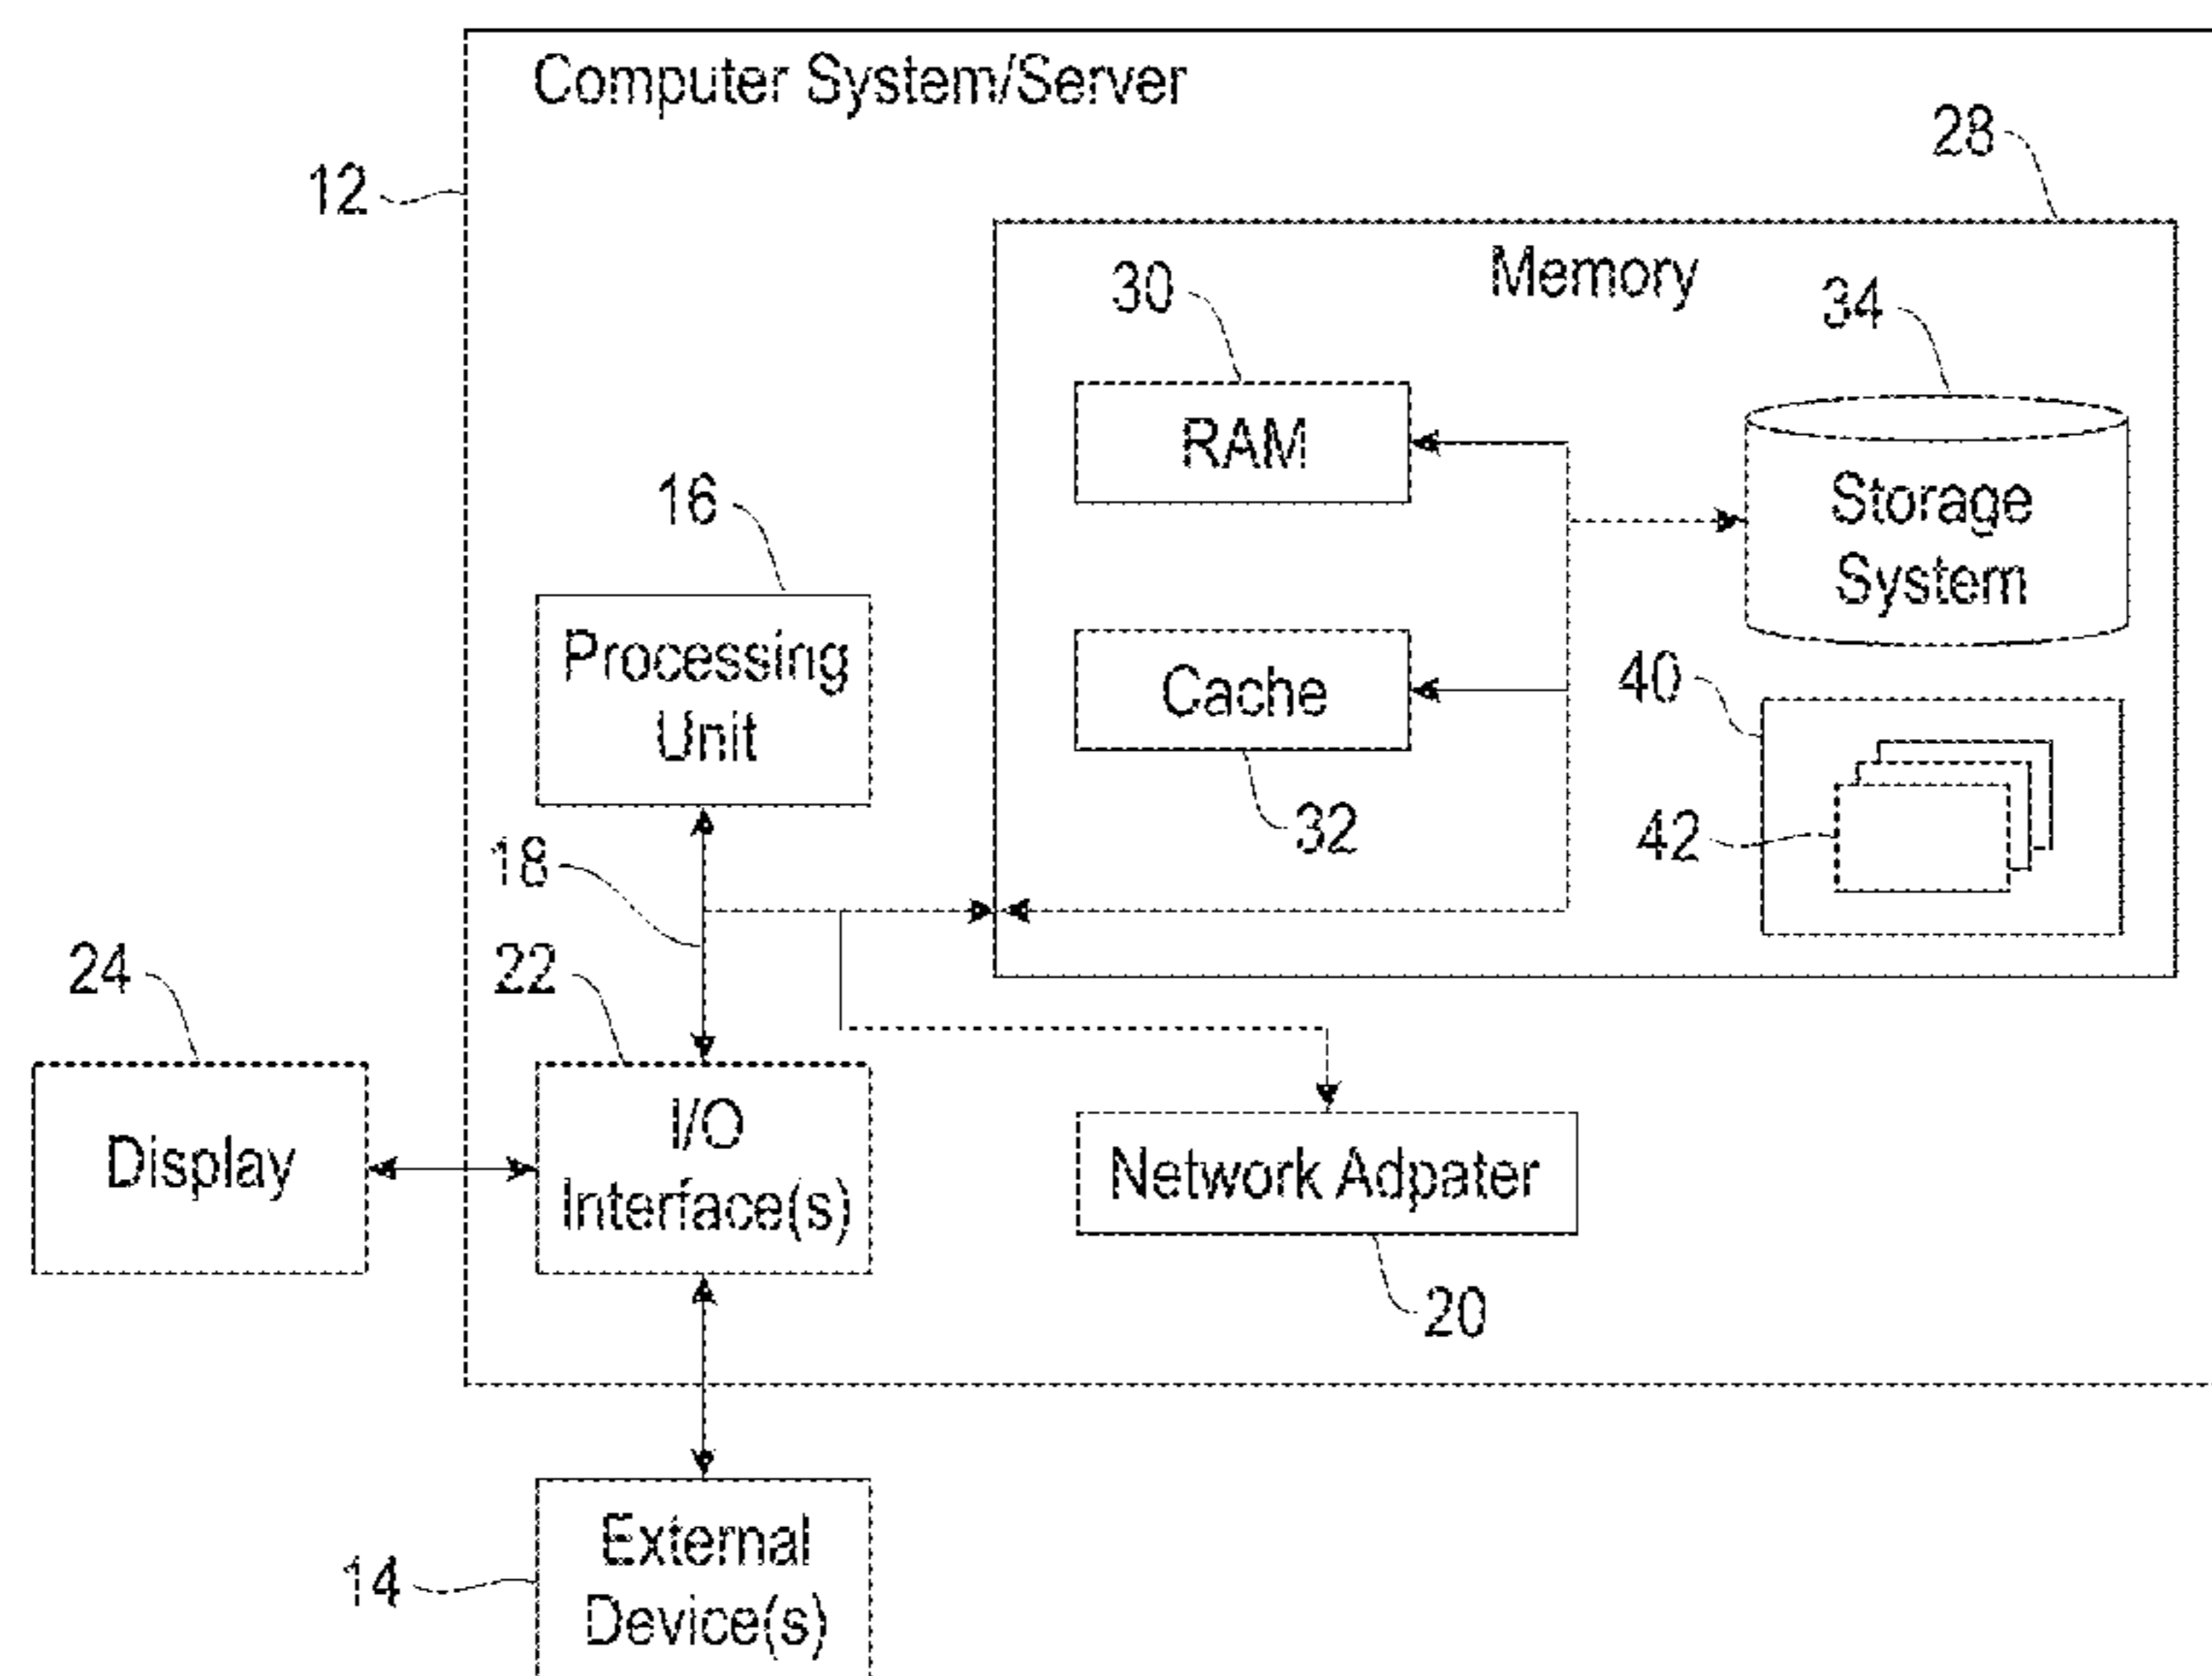 Computer System/Server
28
12
Memory
30
34
RAM
Storage
System
16
Processing
Unit
Cache
40
32
42
18
24
22
Display
I/O
Interface(s)
Network Adpater
20
External
Device(s)
14